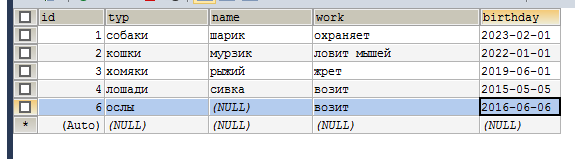 id typ name work birthday
1 собаки шарик охраняет 2023-02-01
2 кошки мурзик ловит мышей 2022-01-01
3 хомяки рыжий жрет 2019-06-01
4 лошади сивка возит 2015-05-05
6 ослы (NULL) возит 2016-06-06
* (Auto) (NULL) (NULL) (NULL) (NULL)